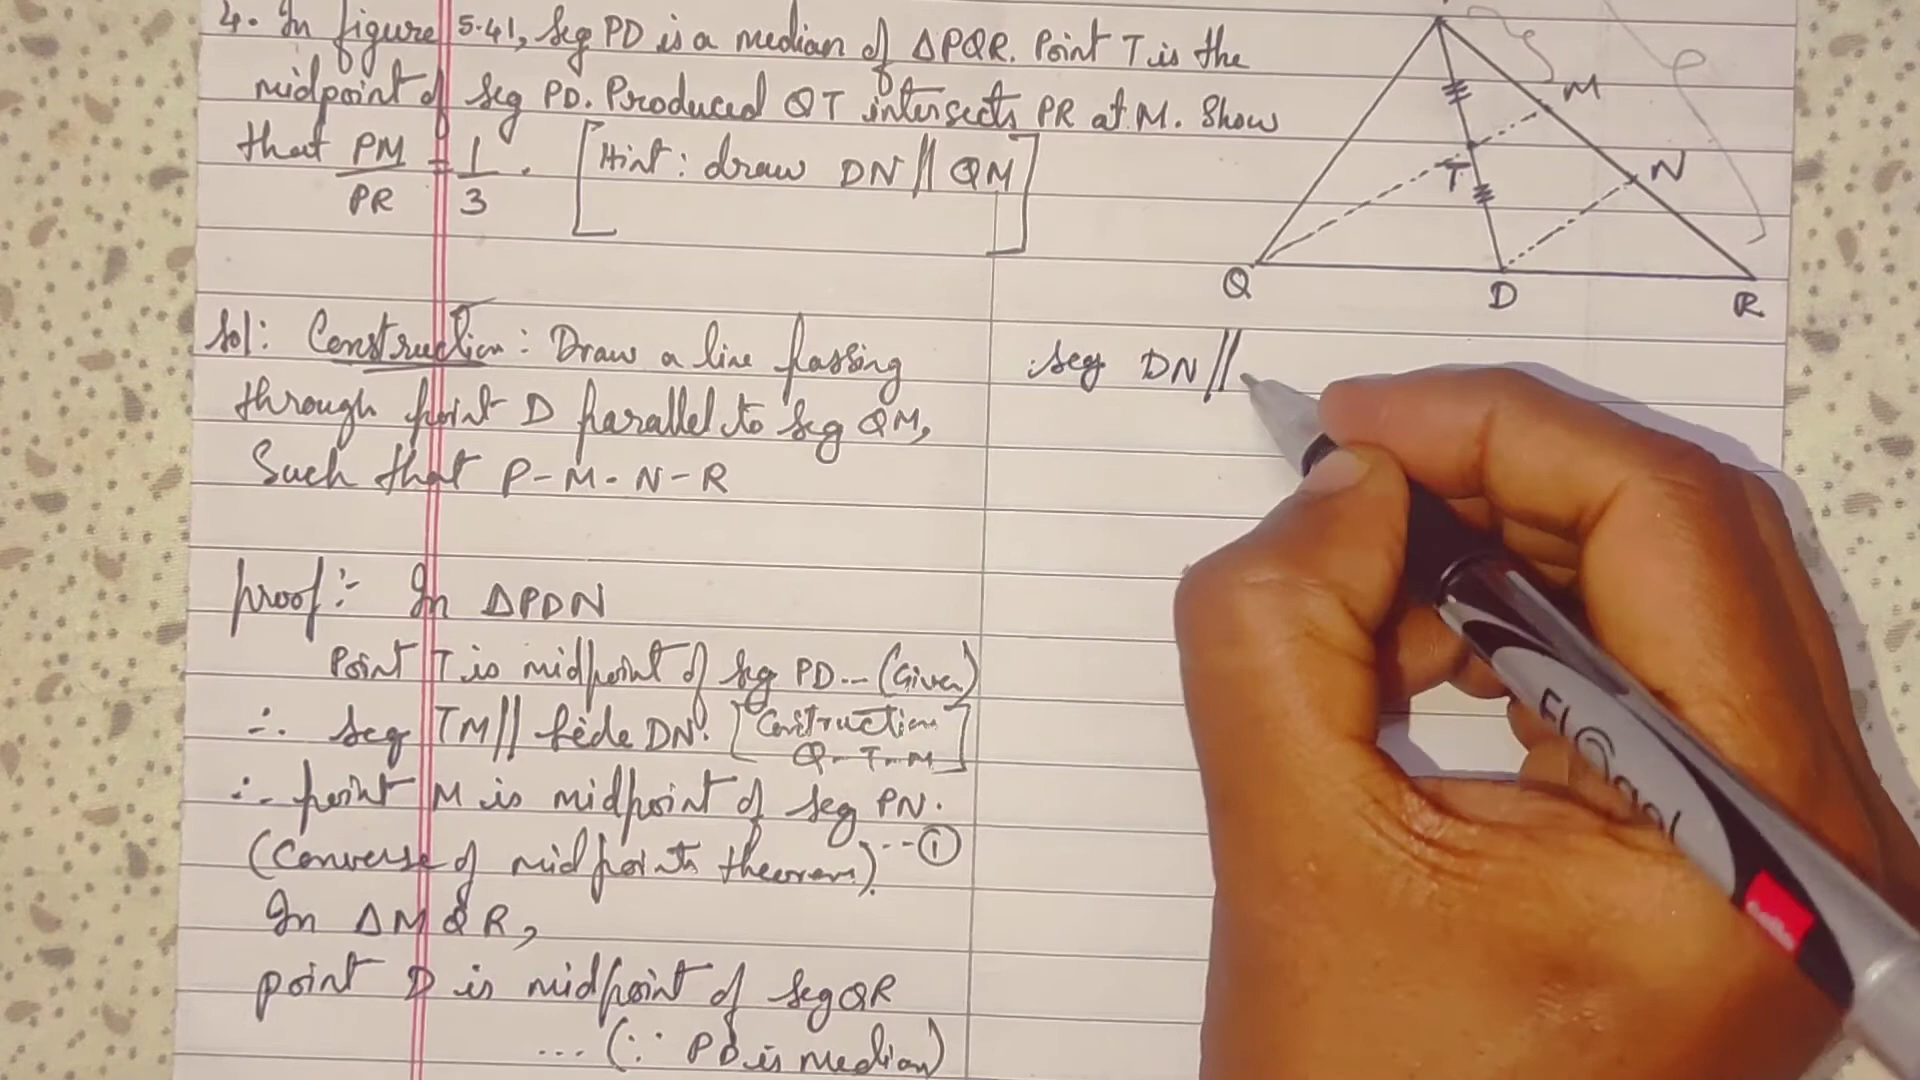 4. In figure 5.41, seg PD is a median of ΔPQR. Point T is the
midpoint of seg PD. Produced QT intersects PR at M. Show
that PM/PR = 1/3. [Hint: draw DN || QM]
M
T
N
Q
D
R
Sol: Construction: Draw a line passing
through point D parallel to seg QM,
Such that P-M-N-R
proof:- In ΔPDN
Point T is midpoint of seg PD... (Given)
∴ seg TM || side DN. [Construction
Q-T-M]
∴ point M is midpoint of seg PN.
(Converse of midpoints theorem). ...①
In ΔMQR,
point D is midpoint of seg QR
... (∵ PD is median)
seg DN ||